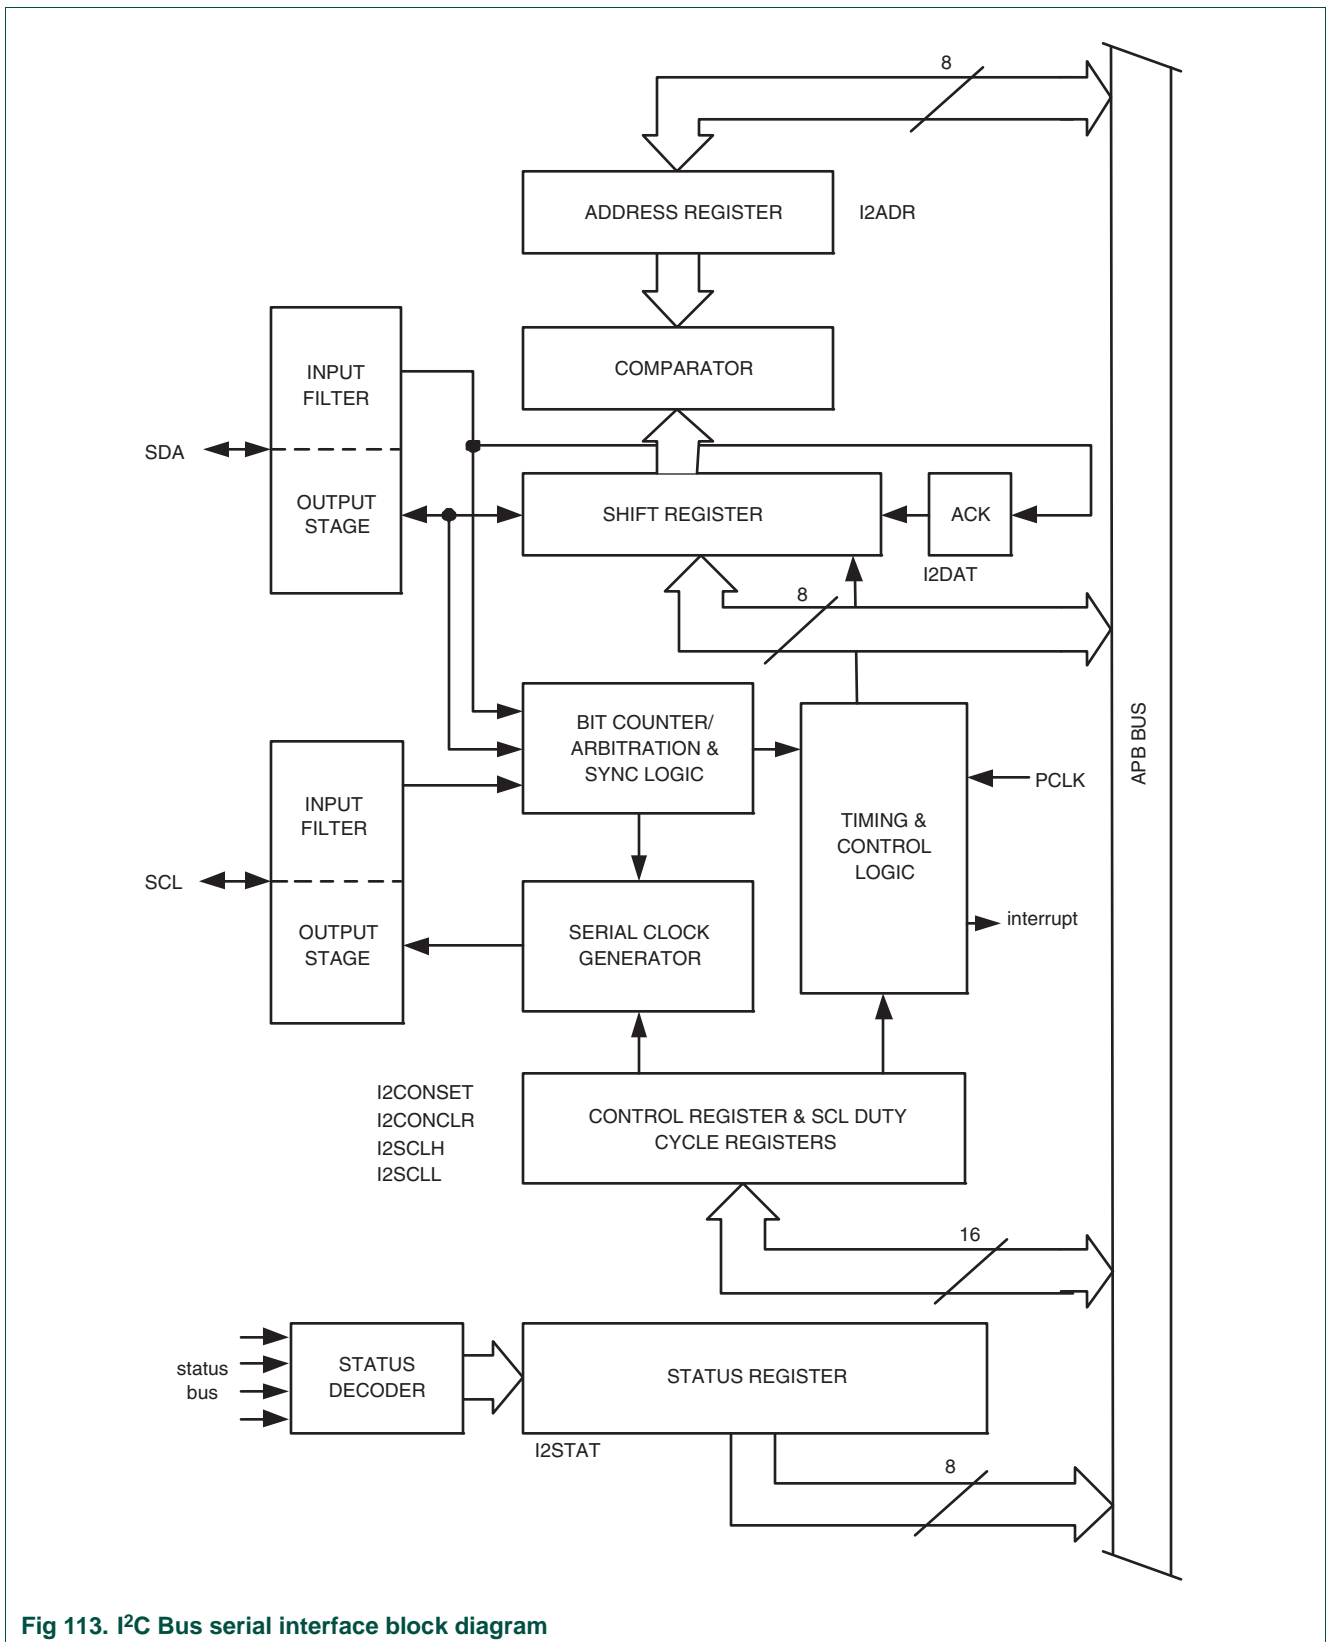 8
ADDRESS REGISTER
I2ADR
COMPARATOR
INPUT
FILTER
SDA
OUTPUT
STAGE
SHIFT REGISTER
ACK
I2DAT
8
BIT COUNTER/
ARBITRATION &
SYNC LOGIC
APB BUS
PCLK
INPUT
FILTER
TIMING &
CONTROL
LOGIC
SCL
OUTPUT
STAGE
SERIAL CLOCK
GENERATOR
interrupt
I2CONSET
I2CONCLR
I2SCLH
I2SCLL
CONTROL REGISTER & SCL DUTY
CYCLE REGISTERS
16
status
bus
STATUS
DECODER
STATUS REGISTER
I2STAT
8
Fig 113. I²C Bus serial interface block diagram